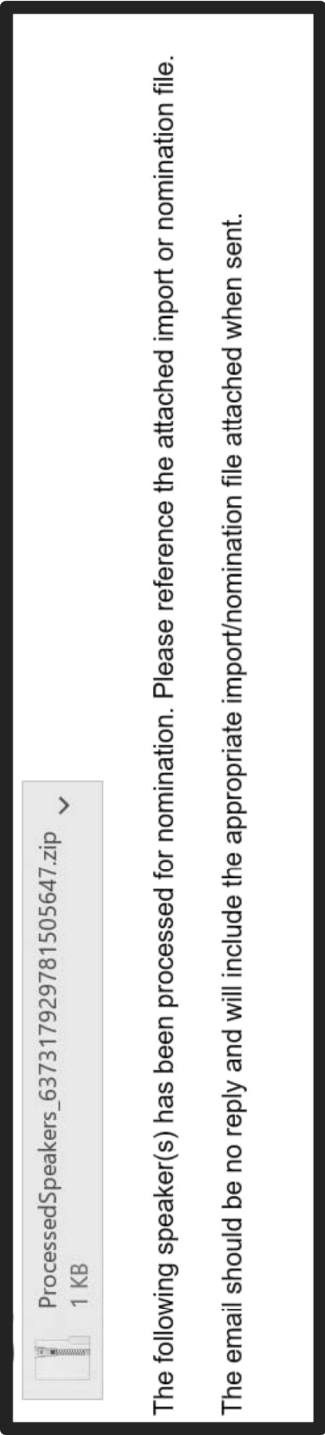 ProcessedSpeakers_637317929781505647.zip
1 KB
The following speaker(s) has been processed for nomination. Please reference the attached import or nomination file.
The email should be no reply and will include the appropriate import/nomination file attached when sent.